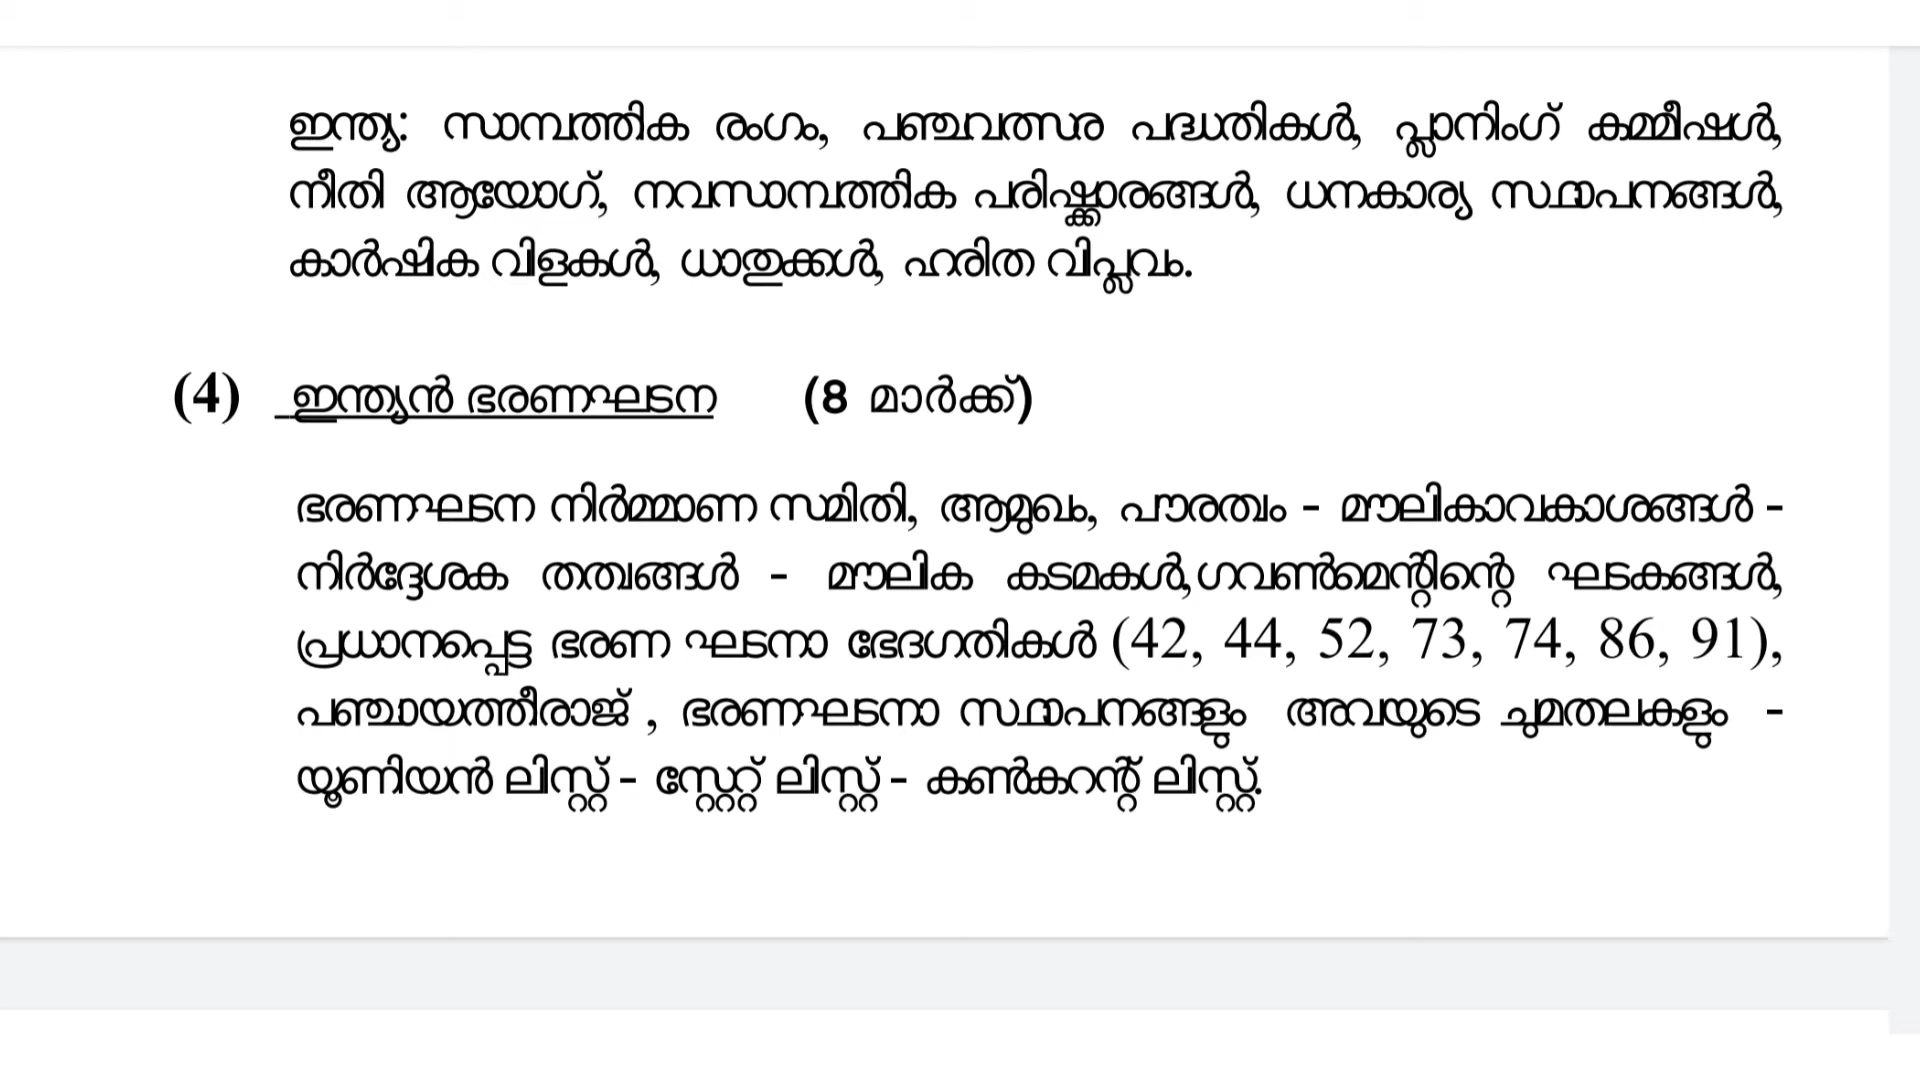 ഇന്ത്യ: സാമ്പത്തിക രംഗം, പഞ്ചവത്സര പദ്ധതികൾ, പ്ലാനിംഗ് കമ്മീഷൾ,
നീതി ആയോഗ്, നവസാമ്പത്തിക പരിഷ്ക്കാരങ്ങൾ, ധനകാര്യ സ്ഥാപനങ്ങൾ,
കാർഷിക വിളകൾ, ധാതുക്കൾ, ഹരിത വിപ്ലവം.
(4) ഇന്ത്യൻ ഭരണഘടന (8 മാർക്ക്)
ഭരണഘടന നിർമ്മാണ സമിതി, ആമുഖം, പൗരത്വം - മൗലികാവകാശങ്ങൾ -
നിർദ്ദേശക തത്വങ്ങൾ - മൗലിക കടമകൾ,ഗവൺമെന്റിന്റെ ഘടകങ്ങൾ,
പ്രധാനപ്പെട്ട ഭരണ ഘടനാ ഭേദഗതികൾ (42, 44, 52, 73, 74, 86, 91),
പഞ്ചായത്തീരാജ് , ഭരണഘടനാ സ്ഥാപനങ്ങളും അവയുടെ ചുമതലകളും -
യൂണിയൻ ലിസ്റ്റ് - സ്റ്റേറ്റ് ലിസ്റ്റ് - കൺകറന്റ് ലിസ്റ്റ്.